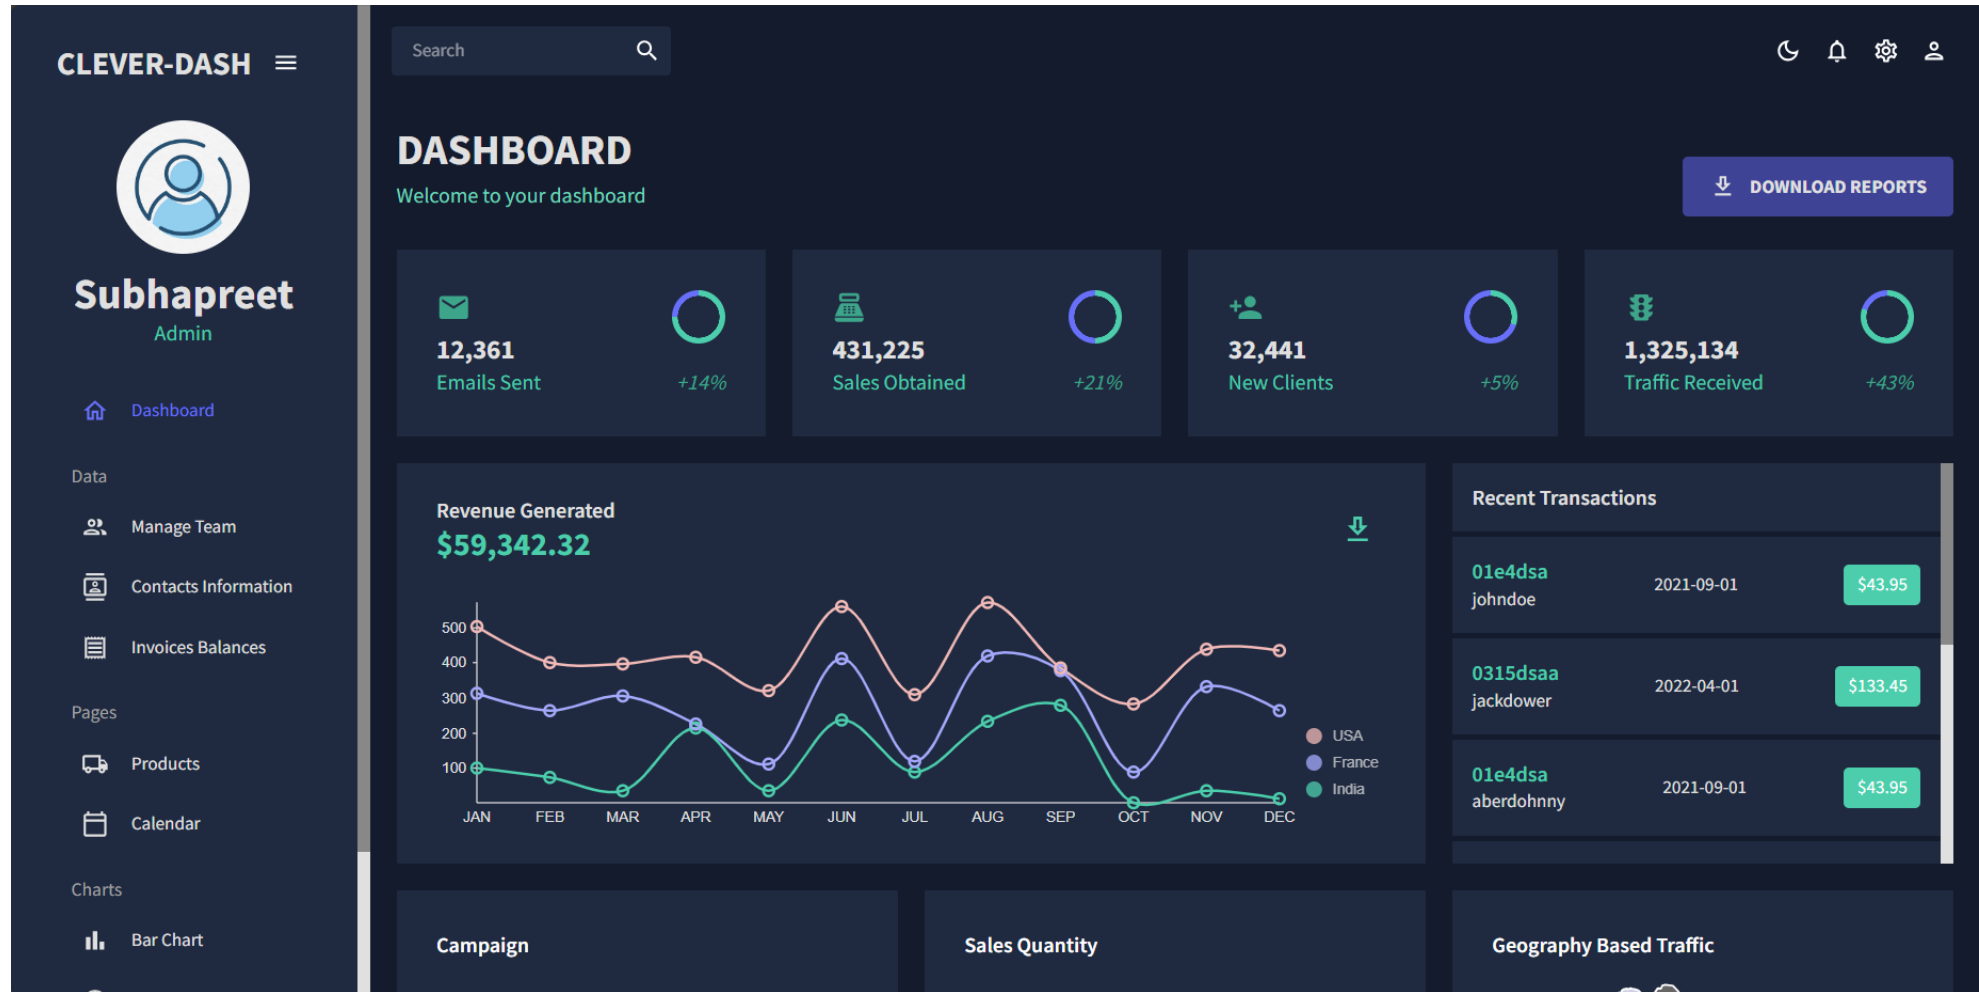 CLEVER-DASH
Subhapreet
Admin
Dashboard
Data
Manage Team
Contacts Information
Invoices Balances
Pages
Products
Calendar
Charts
Bar Chart
Search
DASHBOARD
Welcome to your dashboard
DOWNLOAD REPORTS
12,361
Emails Sent
+14%
431,225
Sales Obtained
+21%
32,441
New Clients
+5%
1,325,134
Traffic Received
+43%
Revenue Generated
$59,342.32
500
400
300
200
100
JAN FEB MAR APR MAY JUN JUL AUG SEP OCT NOV DEC
USA
France
India
Recent Transactions
01e4dsa
johndoe
2021-09-01
$43.95
0315dsaa
jackdower
2022-04-01
$133.45
01e4dsa
aberdohnny
2021-09-01
$43.95
Campaign
Sales Quantity
Geography Based Traffic